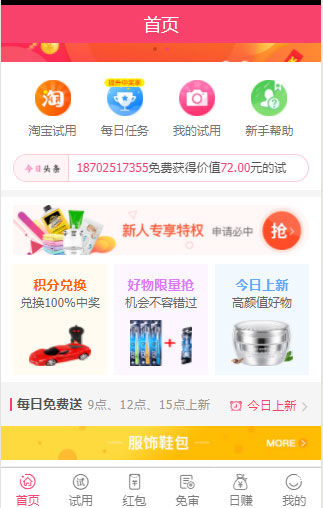 首页
淘
提升中奖率
淘宝试用 每日任务 我的试用 新手帮助
今日头条 18702517355免费获得价值72.00元的试
新人专享特权 申请必中 抢
积分兑换 好物限量抢 今日上新
兑换100%中奖 机会不容错过 高颜值好物
每日免费送 9点、12点、15点上新 今日上新
服饰鞋包 MORE
首页 试用 红包 免审 日赚